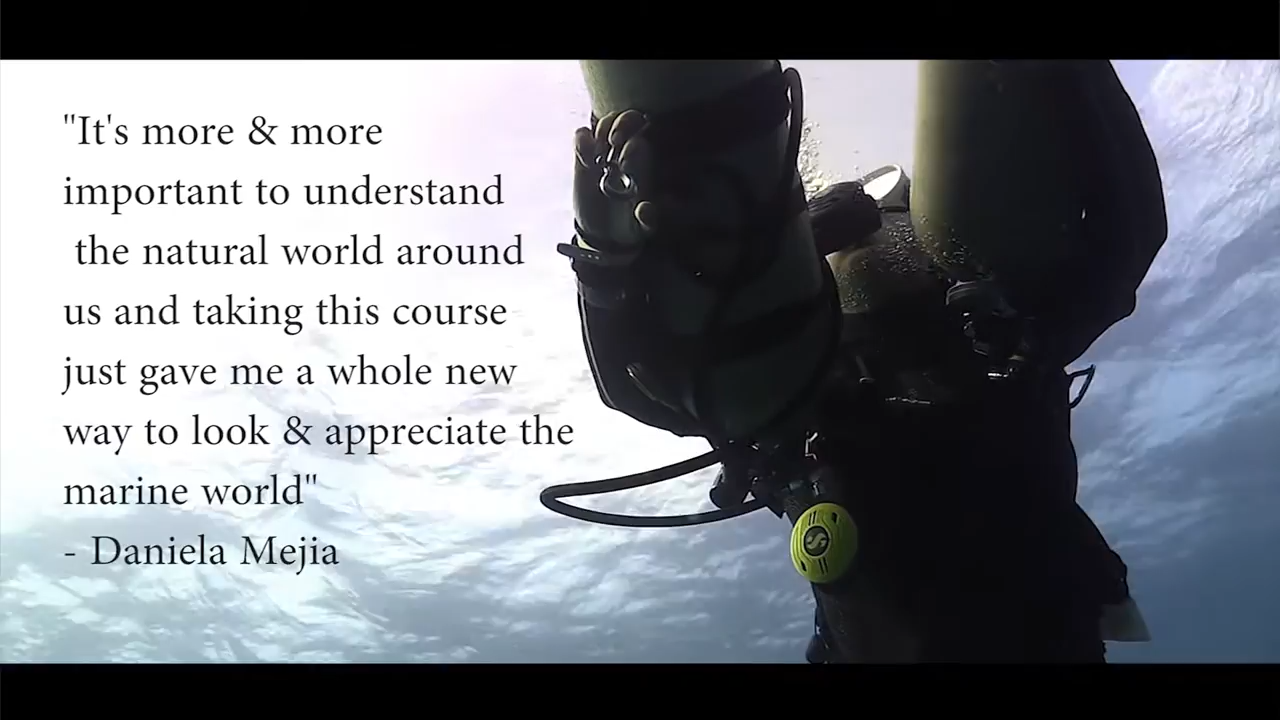 "It's more & more
important to understand
the natural world around
us and taking this course
just gave me a whole new
way to look & appreciate the
marine world"
- Daniela Mejia